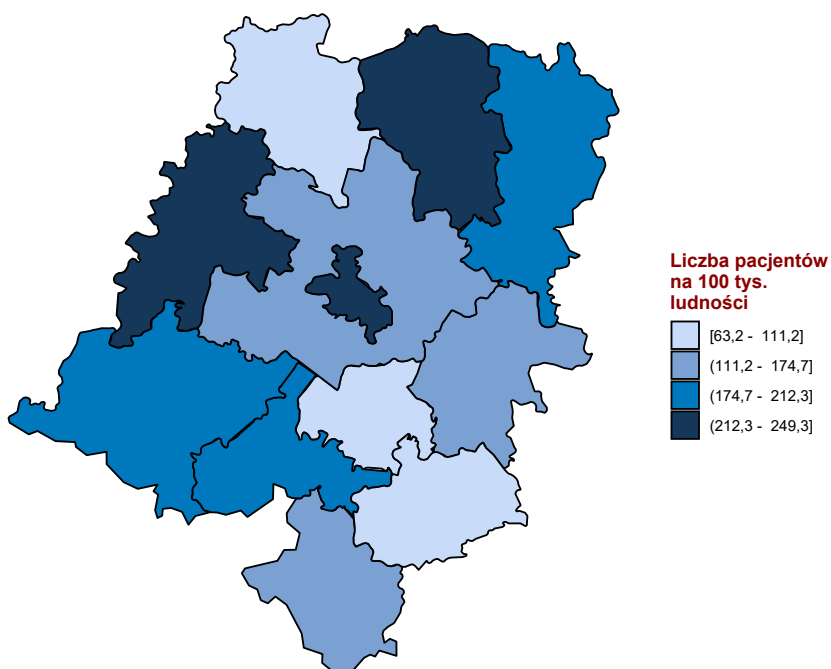 Liczba pacjentów
na 100 tys.
ludności
[63,2 - 111,2]
(111,2 - 174,7]
(174,7 - 212,3]
(212,3 - 249,3]